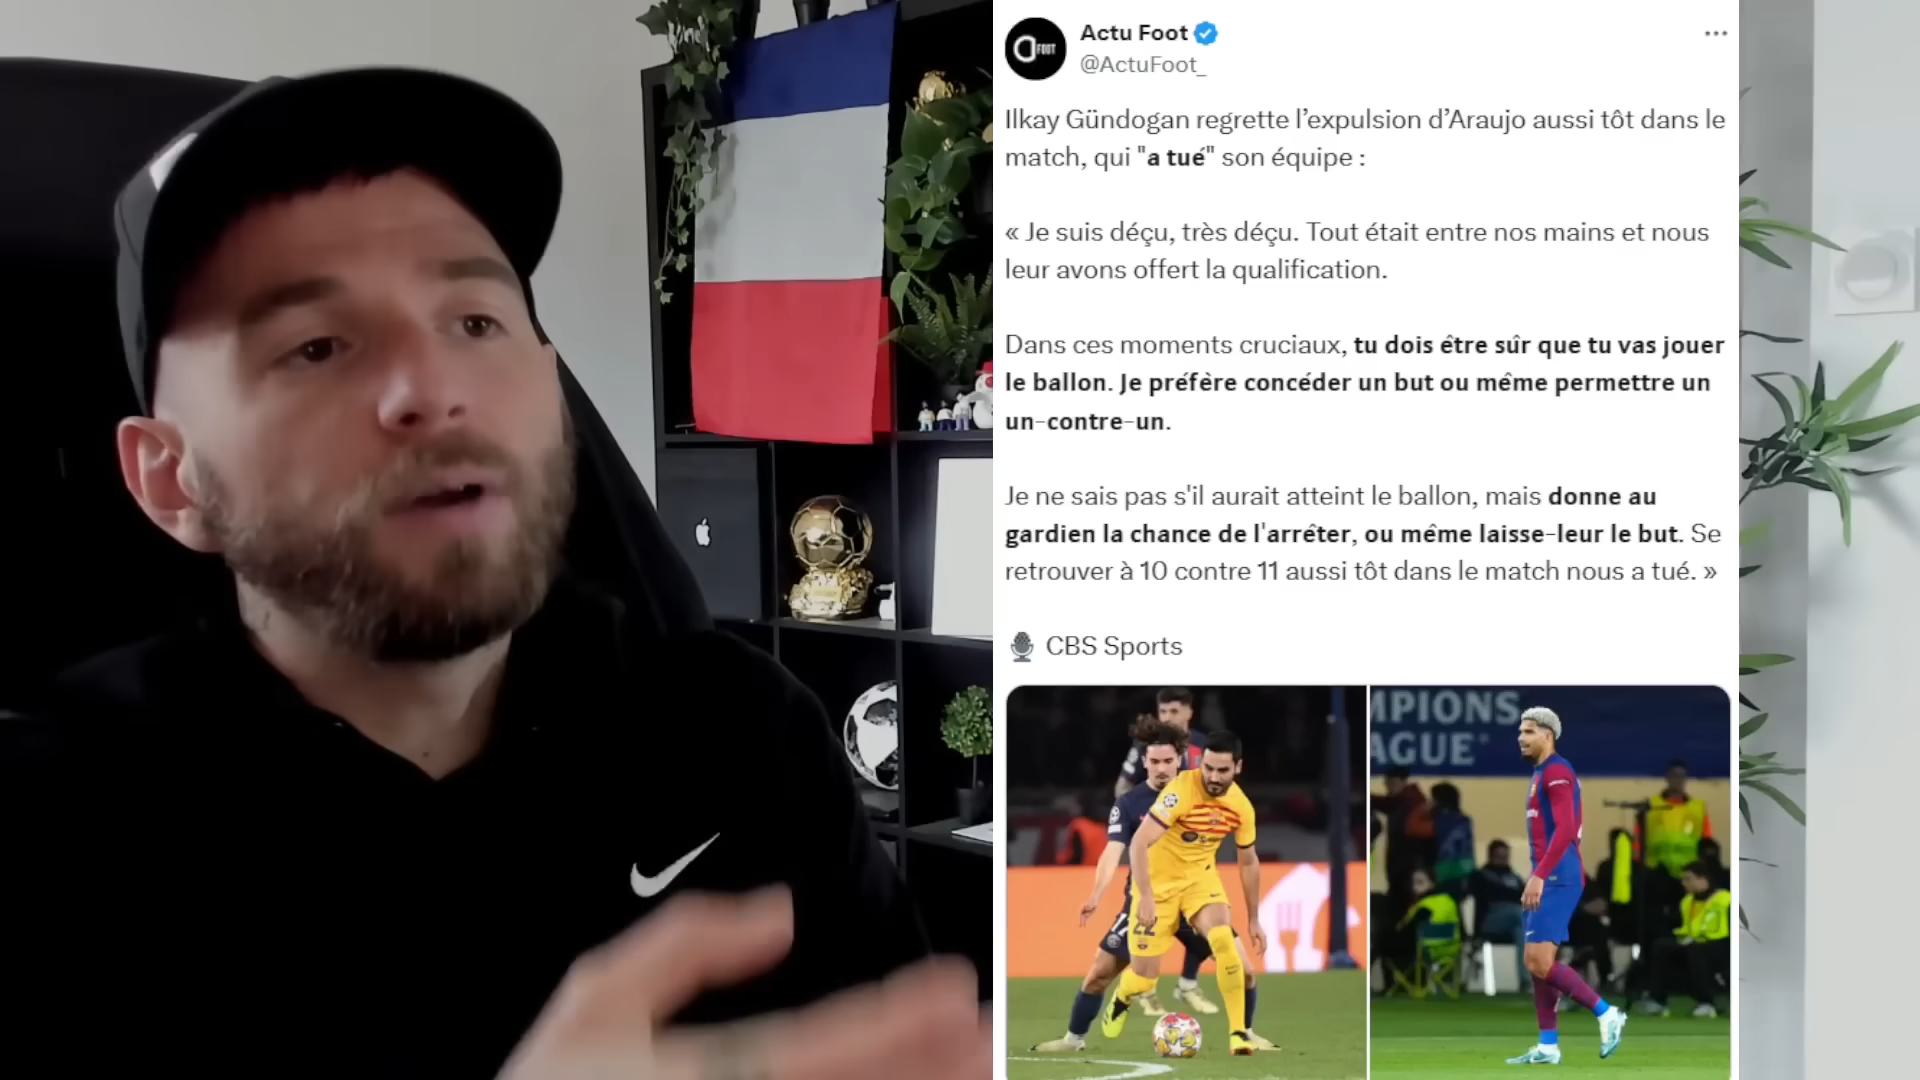 Actu Foot
@ActuFoot_
FOOT
Ilkay Gündogan regrette l’expulsion d’Araujo aussi tôt dans le
match, qui "a tué" son équipe :
« Je suis déçu, très déçu. Tout était entre nos mains et nous
leur avons offert la qualification.
Dans ces moments cruciaux, tu dois être sûr que tu vas jouer
le ballon. Je préfère concéder un but ou même permettre un
un-contre-un.
Je ne sais pas s'il aurait atteint le ballon, mais donne au
gardien la chance de l'arrêter, ou même laisse-leur le but. Se
retrouver à 10 contre 11 aussi tôt dans le match nous a tué. »
CBS Sports
MPIONS
AGUE
22
17